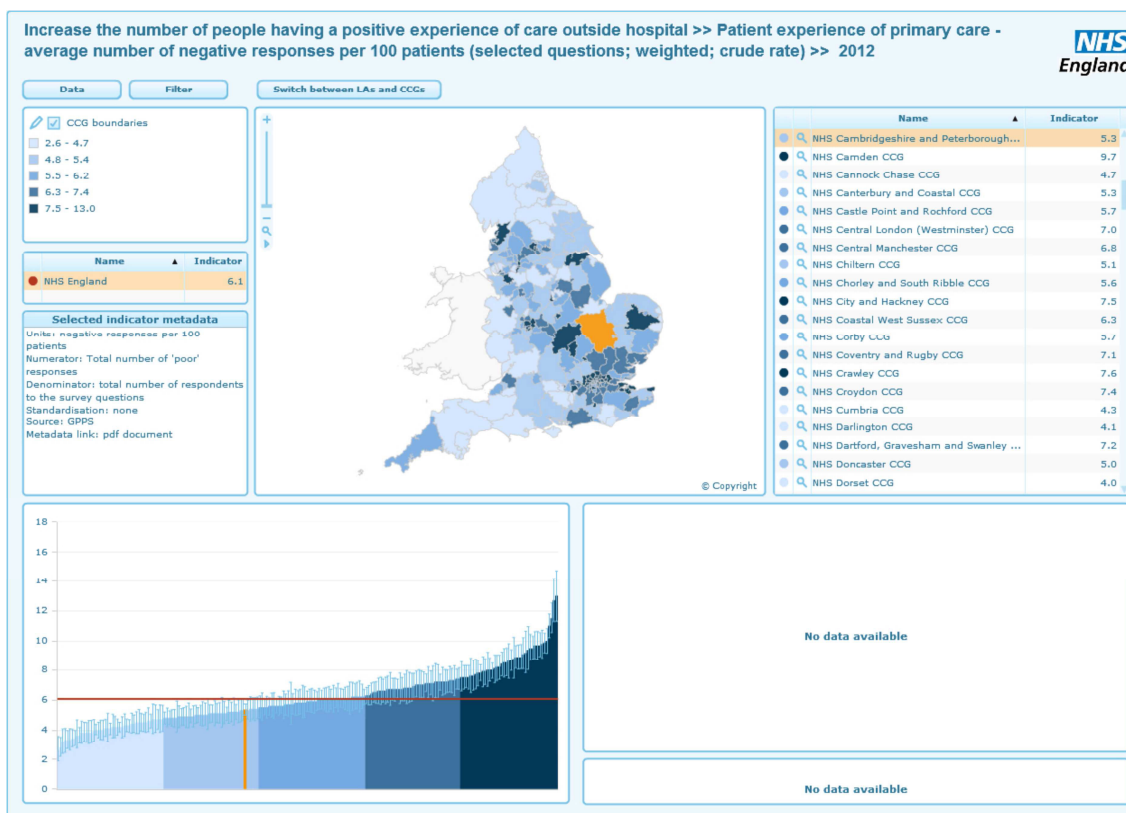 Increase the number of people having a positive experience of care outside hospital >> Patient experience of primary care -
average number of negative responses per 100 patients (selected questions; weighted; crude rate) >> 2012
NHS
England
Data
Filter
Switch between LAs and CCGs
CCG boundaries
2.6 - 4.7
4.8 - 5.4
5.5 - 6.2
6.3 - 7.4
7.5 - 13.0
Name ▲ Indicator
NHS England 6.1
Selected indicator metadata
Units: negative responses per 100
patients
Numerator: Total number of 'poor'
responses
Denominator: total number of respondents
to the survey questions
Standardisation: none
Source: GPPS
Metadata link: pdf document
+
−
© Copyright
Name ▲ Indicator
NHS Cambridgeshire and Peterborough... 5.3
NHS Camden CCG 9.7
NHS Cannock Chase CCG 4.7
NHS Canterbury and Coastal CCG 5.3
NHS Castle Point and Rochford CCG 5.7
NHS Central London (Westminster) CCG 7.0
NHS Central Manchester CCG 6.8
NHS Chiltern CCG 5.1
NHS Chorley and South Ribble CCG 5.6
NHS City and Hackney CCG 7.5
NHS Coastal West Sussex CCG 6.3
NHS Corby CCG 5.7
NHS Coventry and Rugby CCG 7.1
NHS Crawley CCG 7.6
NHS Croydon CCG 7.4
NHS Cumbria CCG 4.3
NHS Darlington CCG 4.1
NHS Dartford, Gravesham and Swanley ... 7.2
NHS Doncaster CCG 5.0
NHS Dorset CCG 4.0
18
16
14
12
10
8
6
4
2
0
No data available
No data available